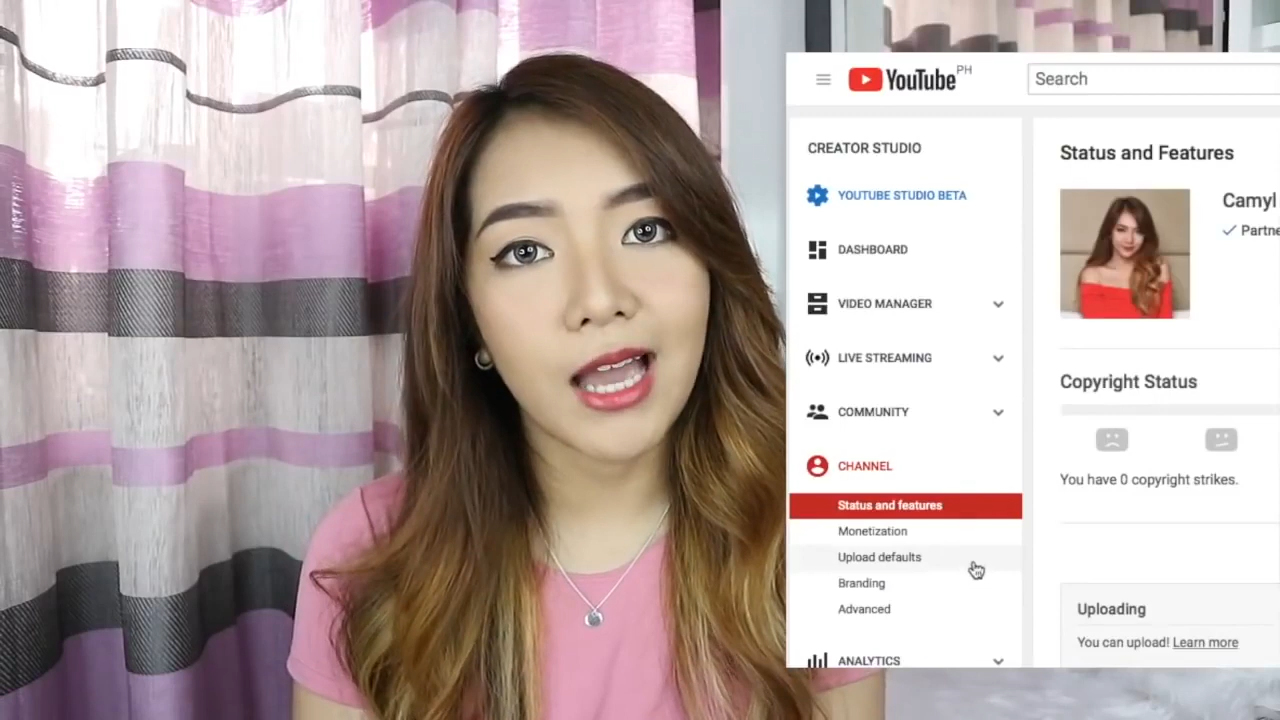 YouTube PH
Search
CREATOR STUDIO
YOUTUBE STUDIO BETA
DASHBOARD
VIDEO MANAGER
LIVE STREAMING
COMMUNITY
CHANNEL
Status and features
Monetization
Upload defaults
Branding
Advanced
ANALYTICS
Status and Features
Camyl
Partne
Copyright Status
You have 0 copyright strikes.
Uploading
You can upload! Learn more